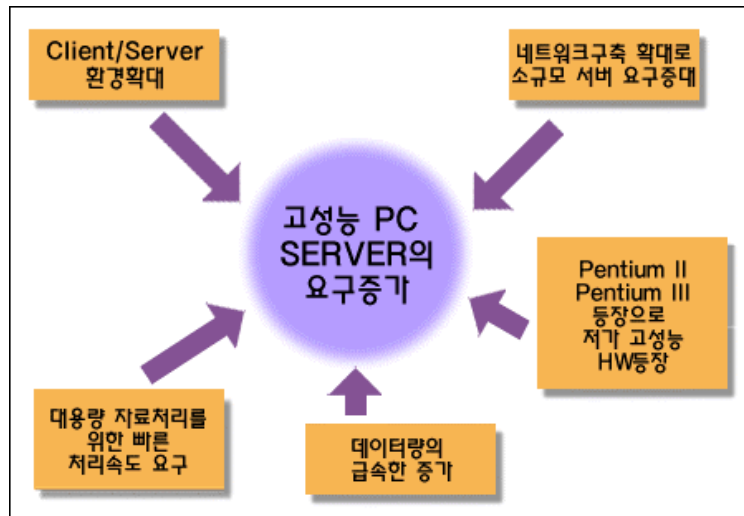 Client/Server
환경확대
네트워크구축 확대로
소규모 서버 요구증대
고성능 PC
SERVER의
요구증가
Pentium II
Pentium III
등장으로
저가 고성능
HW등장
대용량 자료처리를
위한 빠른
처리속도 요구
데이터량의
급속한 증가